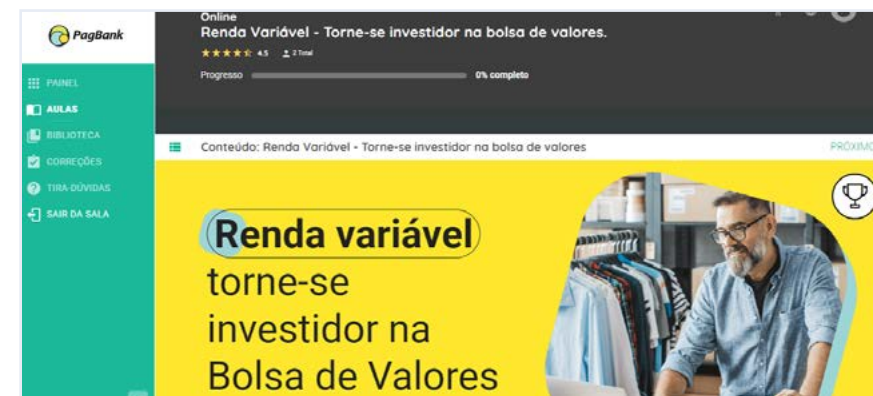 PagBank
PAINEL
AULAS
BIBLIOTECA
CORREÇÕES
TIRA-DÚVIDAS
SAIR DA SALA
Online
Renda Variável - Torne-se investidor na bolsa de valores.
4.5 2 Total
Progresso 0% completo
Conteúdo: Renda Variável - Torne-se investidor na bolsa de valores
PRÓXIMO
Renda variável
torne-se
investidor na
Bolsa de Valores